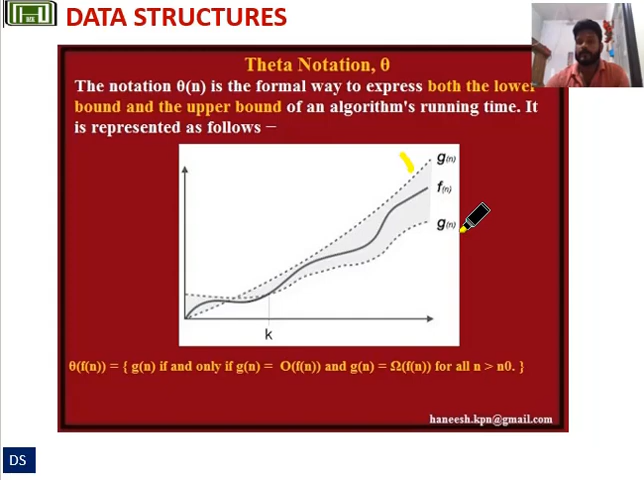 DATA STRUCTURES
Theta Notation, θ
The notation θ(n) is the formal way to express both the lower
bound and the upper bound of an algorithm's running time. It
is represented as follows −
g(n)
f(n)
g(n)
k
θ(f(n)) = { g(n) if and only if g(n) = O(f(n)) and g(n) = Ω(f(n)) for all n > n0. }
haneesh.kpn@gmail.com
DS